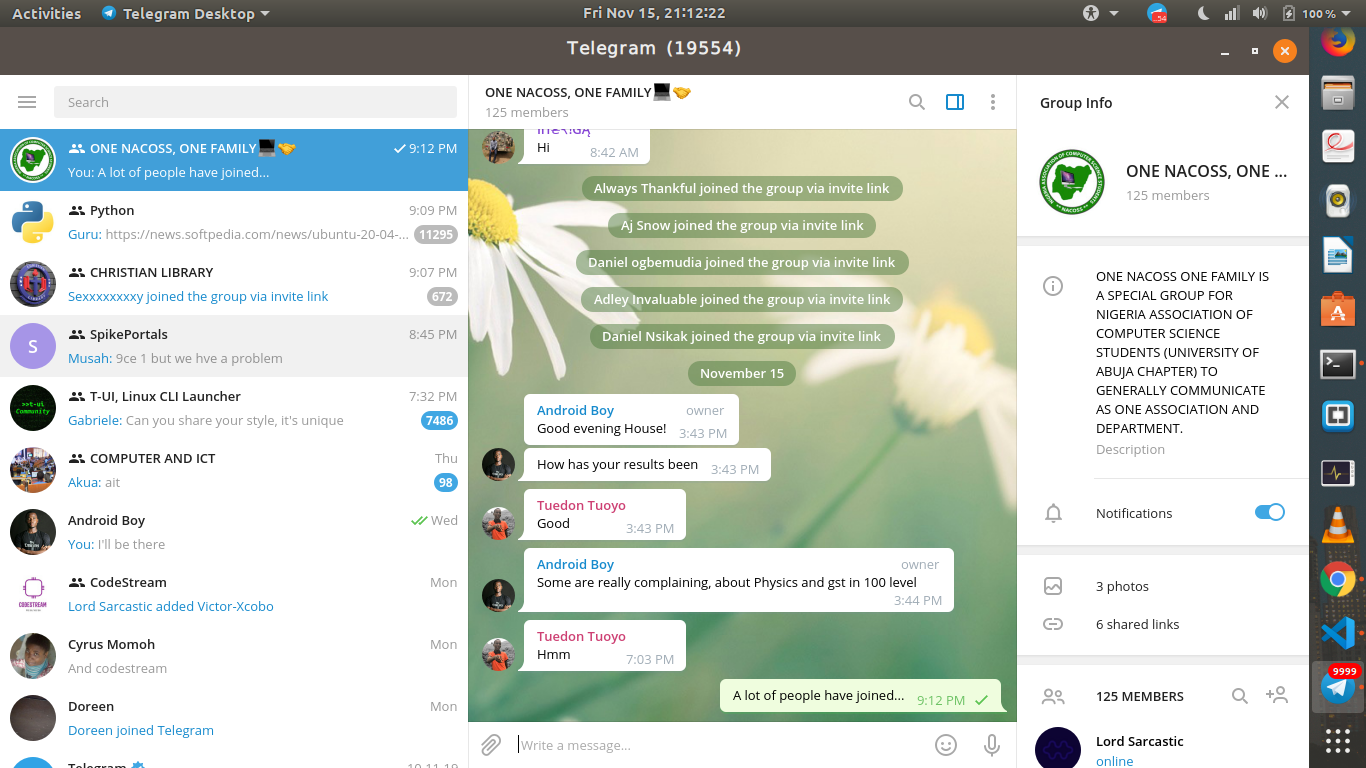 Activities
Telegram Desktop
Fri Nov 15, 21:12:22
54
100 %
Telegram (19554)
Search
ONE NACOSS, ONE FAMILY💻🤝 9:12 PM
You: A lot of people have joined...
Python 9:09 PM
Guru: https://news.softpedia.com/news/ubuntu-20-04-... 11295
CHRISTIAN LIBRARY 9:07 PM
Sexxxxxxxxy joined the group via invite link 672
S
SpikePortals 8:45 PM
Musah: 9ce 1 but we hve a problem
>>t-ui
Community
T-UI, Linux CLI Launcher 7:32 PM
Gabriele: Can you share your style, it's unique 7486
COMPUTER AND ICT Thu
Akua: ait 98
Android Boy Wed
You: I'll be there
CODESTREAM
CodeStream Mon
Lord Sarcastic added Victor-Xcobo
Cyrus Momoh Mon
And codestream
Doreen Mon
Doreen joined Telegram
Telegram 10.11.19
ONE NACOSS, ONE FAMILY💻🤝
125 members
Hi 8:42 AM
Always Thankful joined the group via invite link
Aj Snow joined the group via invite link
Daniel ogbemudia joined the group via invite link
Adley Invaluable joined the group via invite link
Daniel Nsikak joined the group via invite link
November 15
Android Boy owner
Good evening House! 3:43 PM
How has your results been 3:43 PM
Tuedon Tuoyo
Good 3:43 PM
Android Boy owner
Some are really complaining, about Physics and gst in 100 level
3:44 PM
Tuedon Tuoyo
Hmm 7:03 PM
A lot of people have joined... 9:12 PM
Write a message...
Group Info
NIGERIA ASSOCIATION OF COMPUTER SCIENCE STUDENTS
NACOSS
ONE NACOSS, ONE ...
125 members
ONE NACOSS ONE FAMILY IS
A SPECIAL GROUP FOR
NIGERIA ASSOCIATION OF
COMPUTER SCIENCE
STUDENTS (UNIVERSITY OF
ABUJA CHAPTER) TO
GENERALLY COMMUNICATE
AS ONE ASSOCIATION AND
DEPARTMENT.
Description
Notifications
3 photos
6 shared links
125 MEMBERS
Lord Sarcastic
online
9999